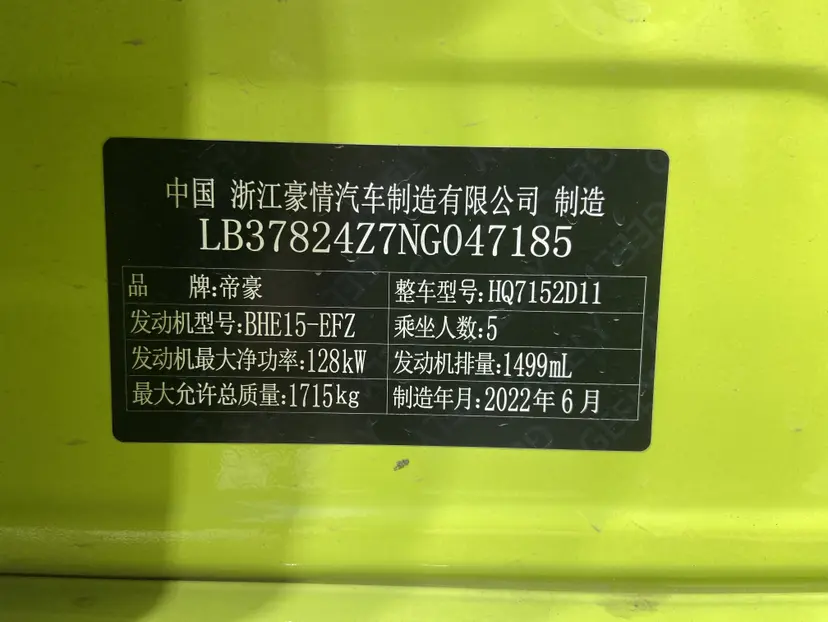 中国 浙江豪情汽车制造有限公司 制造
LB37824Z7NG047185
品 牌:帝豪 整车型号:HQ7152D11
发动机型号:BHE15-EFZ 乘坐人数:5
发动机最大净功率:128kW 发动机排量:1499mL
最大允许总质量:1715kg 制造年月:2022年6月